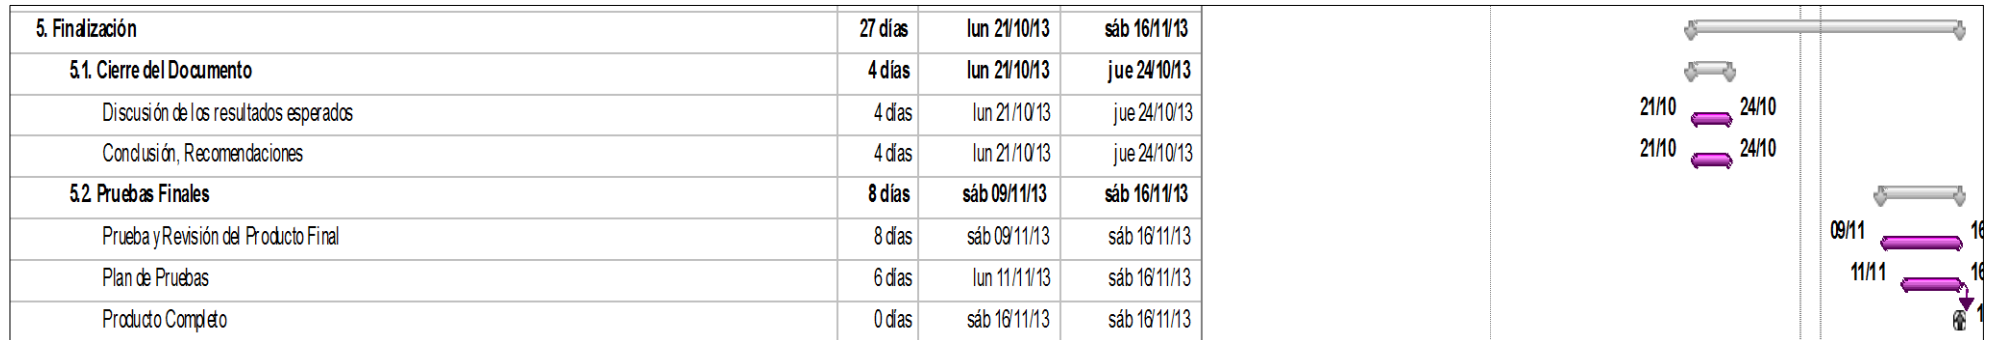 5. Finalización 27 días lun 21/10/13 sáb 16/11/13
5.1. Cierre del Documento 4 días lun 21/10/13 jue 24/10/13
Discusión de los resultados esperados 4 días lun 21/10/13 jue 24/10/13 21/10 24/10
Conclusión, Recomendaciones 4 días lun 21/10/13 jue 24/10/13 21/10 24/10
5.2. Pruebas Finales 8 días sáb 09/11/13 sáb 16/11/13
Prueba y Revisión del Producto Final 8 días sáb 09/11/13 sáb 16/11/13 09/11 16
Plan de Pruebas 6 días lun 11/11/13 sáb 16/11/13 11/11 16
Producto Completo 0 días sáb 16/11/13 sáb 16/11/13 1